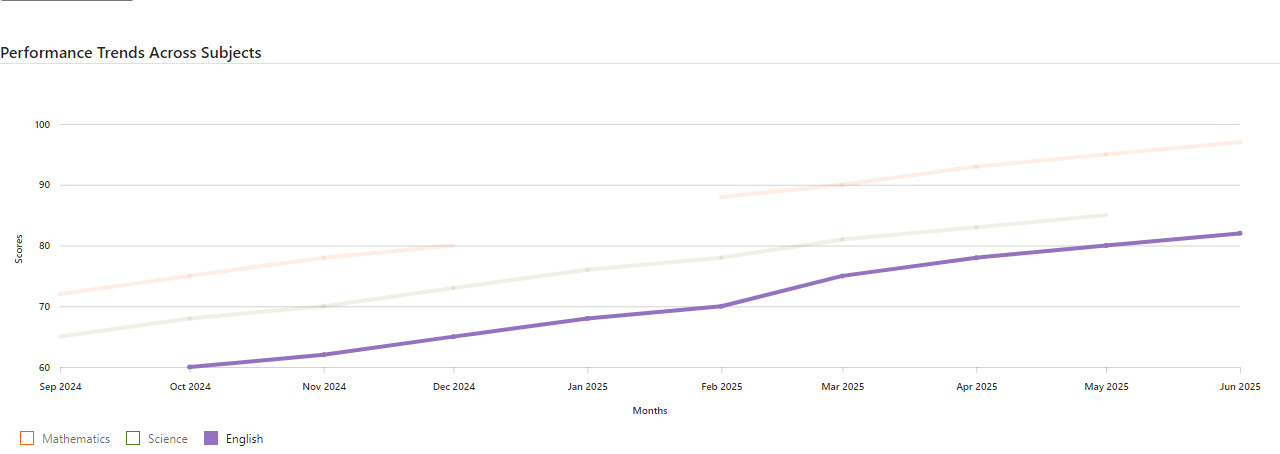 Performance Trends Across Subjects
100
90
80
70
60
Scores
Sep 2024 Oct 2024 Nov 2024 Dec 2024 Jan 2025 Feb 2025 Mar 2025 Apr 2025 May 2025 Jun 2025
Months
Mathematics Science English